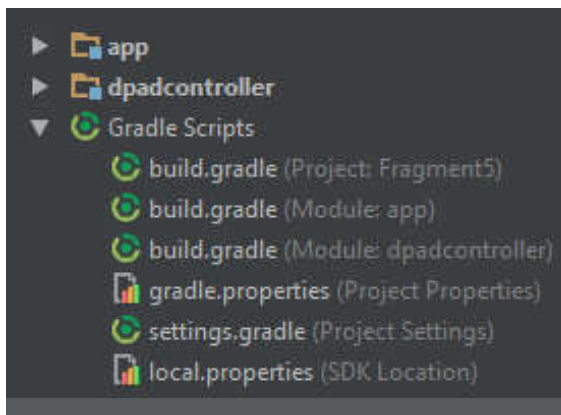 app
dpadcontroller
Gradle Scripts
build.gradle (Project: Fragment5)
build.gradle (Module: app)
build.gradle (Module: dpadcontroller)
gradle.properties (Project Properties)
settings.gradle (Project Settings)
local.properties (SDK Location)